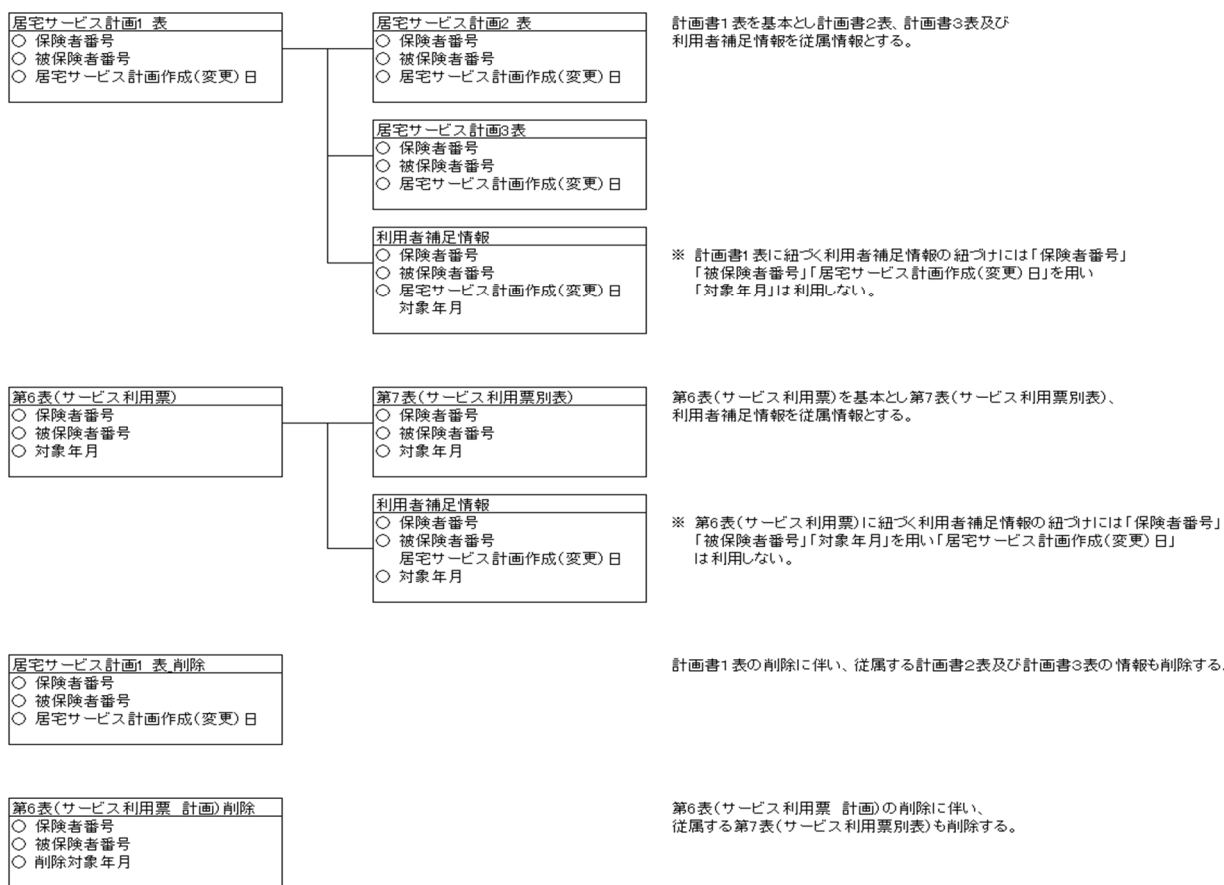 居宅サービス計画1 表
○ 保険者番号
○ 被保険者番号
○ 居宅サービス計画作成(変更)日
居宅サービス計画2 表
○ 保険者番号
○ 被保険者番号
○ 居宅サービス計画作成(変更)日
計画書1表を基本とし計画書2表、計画書3表及び
利用者補足情報を従属情報とする。
居宅サービス計画3表
○ 保険者番号
○ 被保険者番号
○ 居宅サービス計画作成(変更)日
利用者補足情報
○ 保険者番号
○ 被保険者番号
○ 居宅サービス計画作成(変更)日
対象年月
※ 計画書1表に紐づく利用者補足情報の紐づけには「保険者番号」
「被保険者番号」「居宅サービス計画作成(変更)日」を用い
「対象年月」は利用しない。
第6表(サービス利用票)
○ 保険者番号
○ 被保険者番号
○ 対象年月
第7表(サービス利用票別表)
○ 保険者番号
○ 被保険者番号
○ 対象年月
第6表(サービス利用票)を基本とし第7表(サービス利用票別表)、
利用者補足情報を従属情報とする。
利用者補足情報
○ 保険者番号
○ 被保険者番号
居宅サービス計画作成(変更)日
○ 対象年月
※ 第6表(サービス利用票)に紐づく利用者補足情報の紐づけには「保険者番号」
「被保険者番号」「対象年月」を用い「居宅サービス計画作成(変更)日」
は利用しない。
居宅サービス計画1 表_削除
○ 保険者番号
○ 被保険者番号
○ 居宅サービス計画作成(変更)日
計画書1表の削除に伴い、従属する計画書2表及び計画書3表の情報も削除する。
第6表(サービス利用票 計画)削除
○ 保険者番号
○ 被保険者番号
○ 削除対象年月
第6表(サービス利用票 計画)の削除に伴い、
従属する第7表(サービス利用票別表)も削除する。